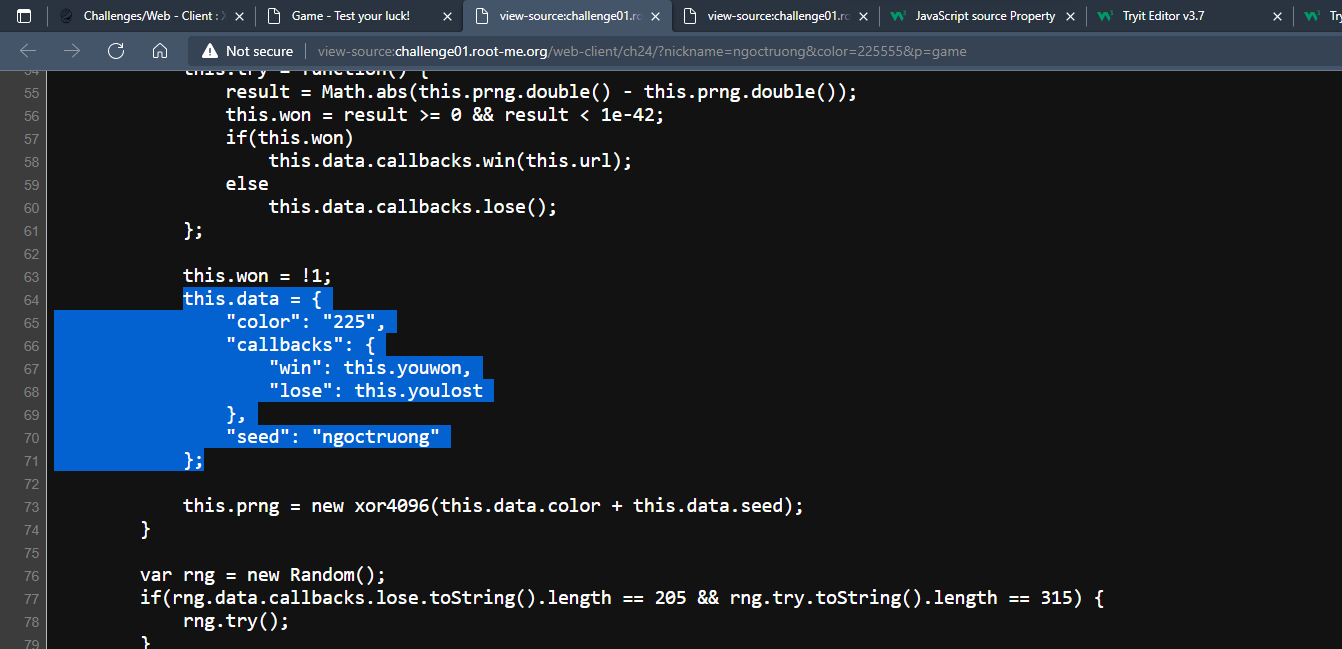 Challenges/Web - Client :
Game - Test your luck!
view-source:challenge01.ro
view-source:challenge01.ro
JavaScript source Property
Tryit Editor v3.7
Try
Not secure
view-source:challenge01.root-me.org/web-client/ch24/?nickname=ngoctruong&color=225555&p=game
54 this.try = function() {
55 result = Math.abs(this.prng.double() - this.prng.double());
56 this.won = result >= 0 && result < 1e-42;
57 if(this.won)
58 this.data.callbacks.win(this.url);
59 else
60 this.data.callbacks.lose();
61 };
62
63 this.won = !1;
64 this.data = {
65 "color": "225",
66 "callbacks": {
67 "win": this.youwon,
68 "lose": this.youlost
69 },
70 "seed": "ngoctruong"
71 };
72
73 this.prng = new xor4096(this.data.color + this.data.seed);
74 }
75
76 var rng = new Random();
77 if(rng.data.callbacks.lose.toString().length == 205 && rng.try.toString().length == 315) {
78 rng.try();
79 }